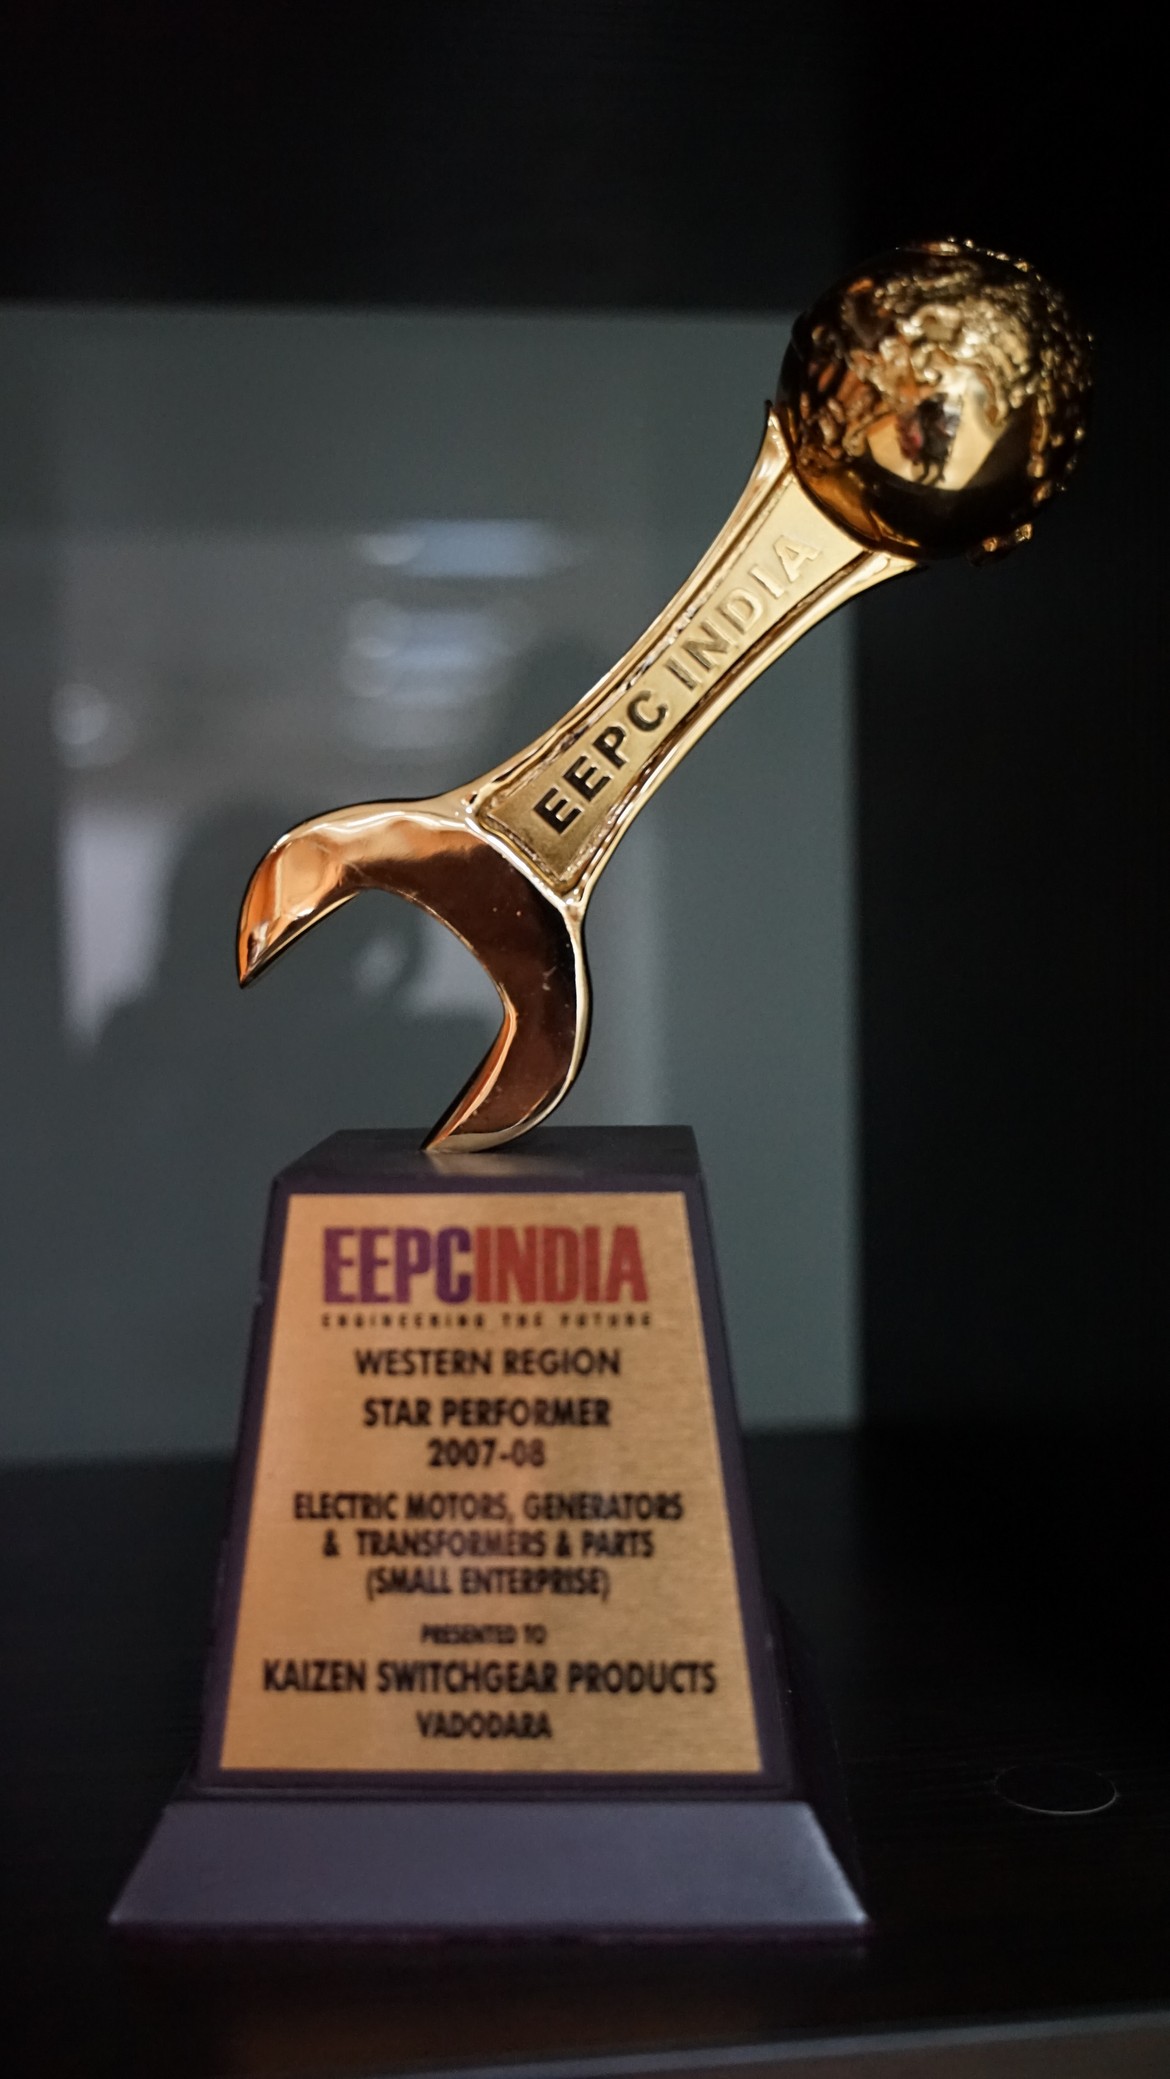 EEPC INDIA
EEPCINDIA
ENGINEERING THE FUTURE
WESTERN REGION
STAR PERFORMER
2007-08
ELECTRIC MOTORS, GENERATORS
& TRANSFORMERS & PARTS
(SMALL ENTERPRISE)
PRESENTED TO
KAIZEN SWITCHGEAR PRODUCTS
VADODARA